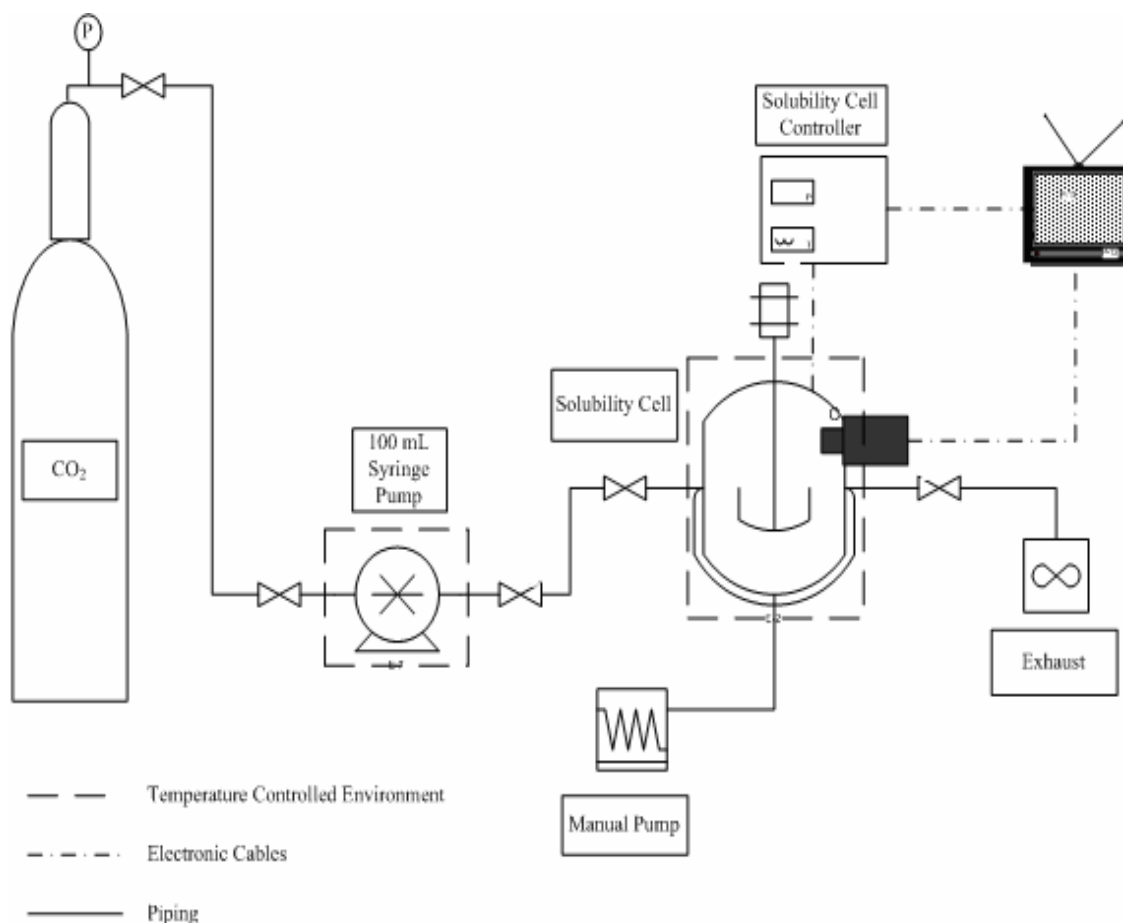 P
Solubility Cell
Controller
Solubility Cell
100 mL
Syringe
Pump
CO₂
Exhaust
Manual Pump
Temperature Controlled Environment
Electronic Cables
Piping